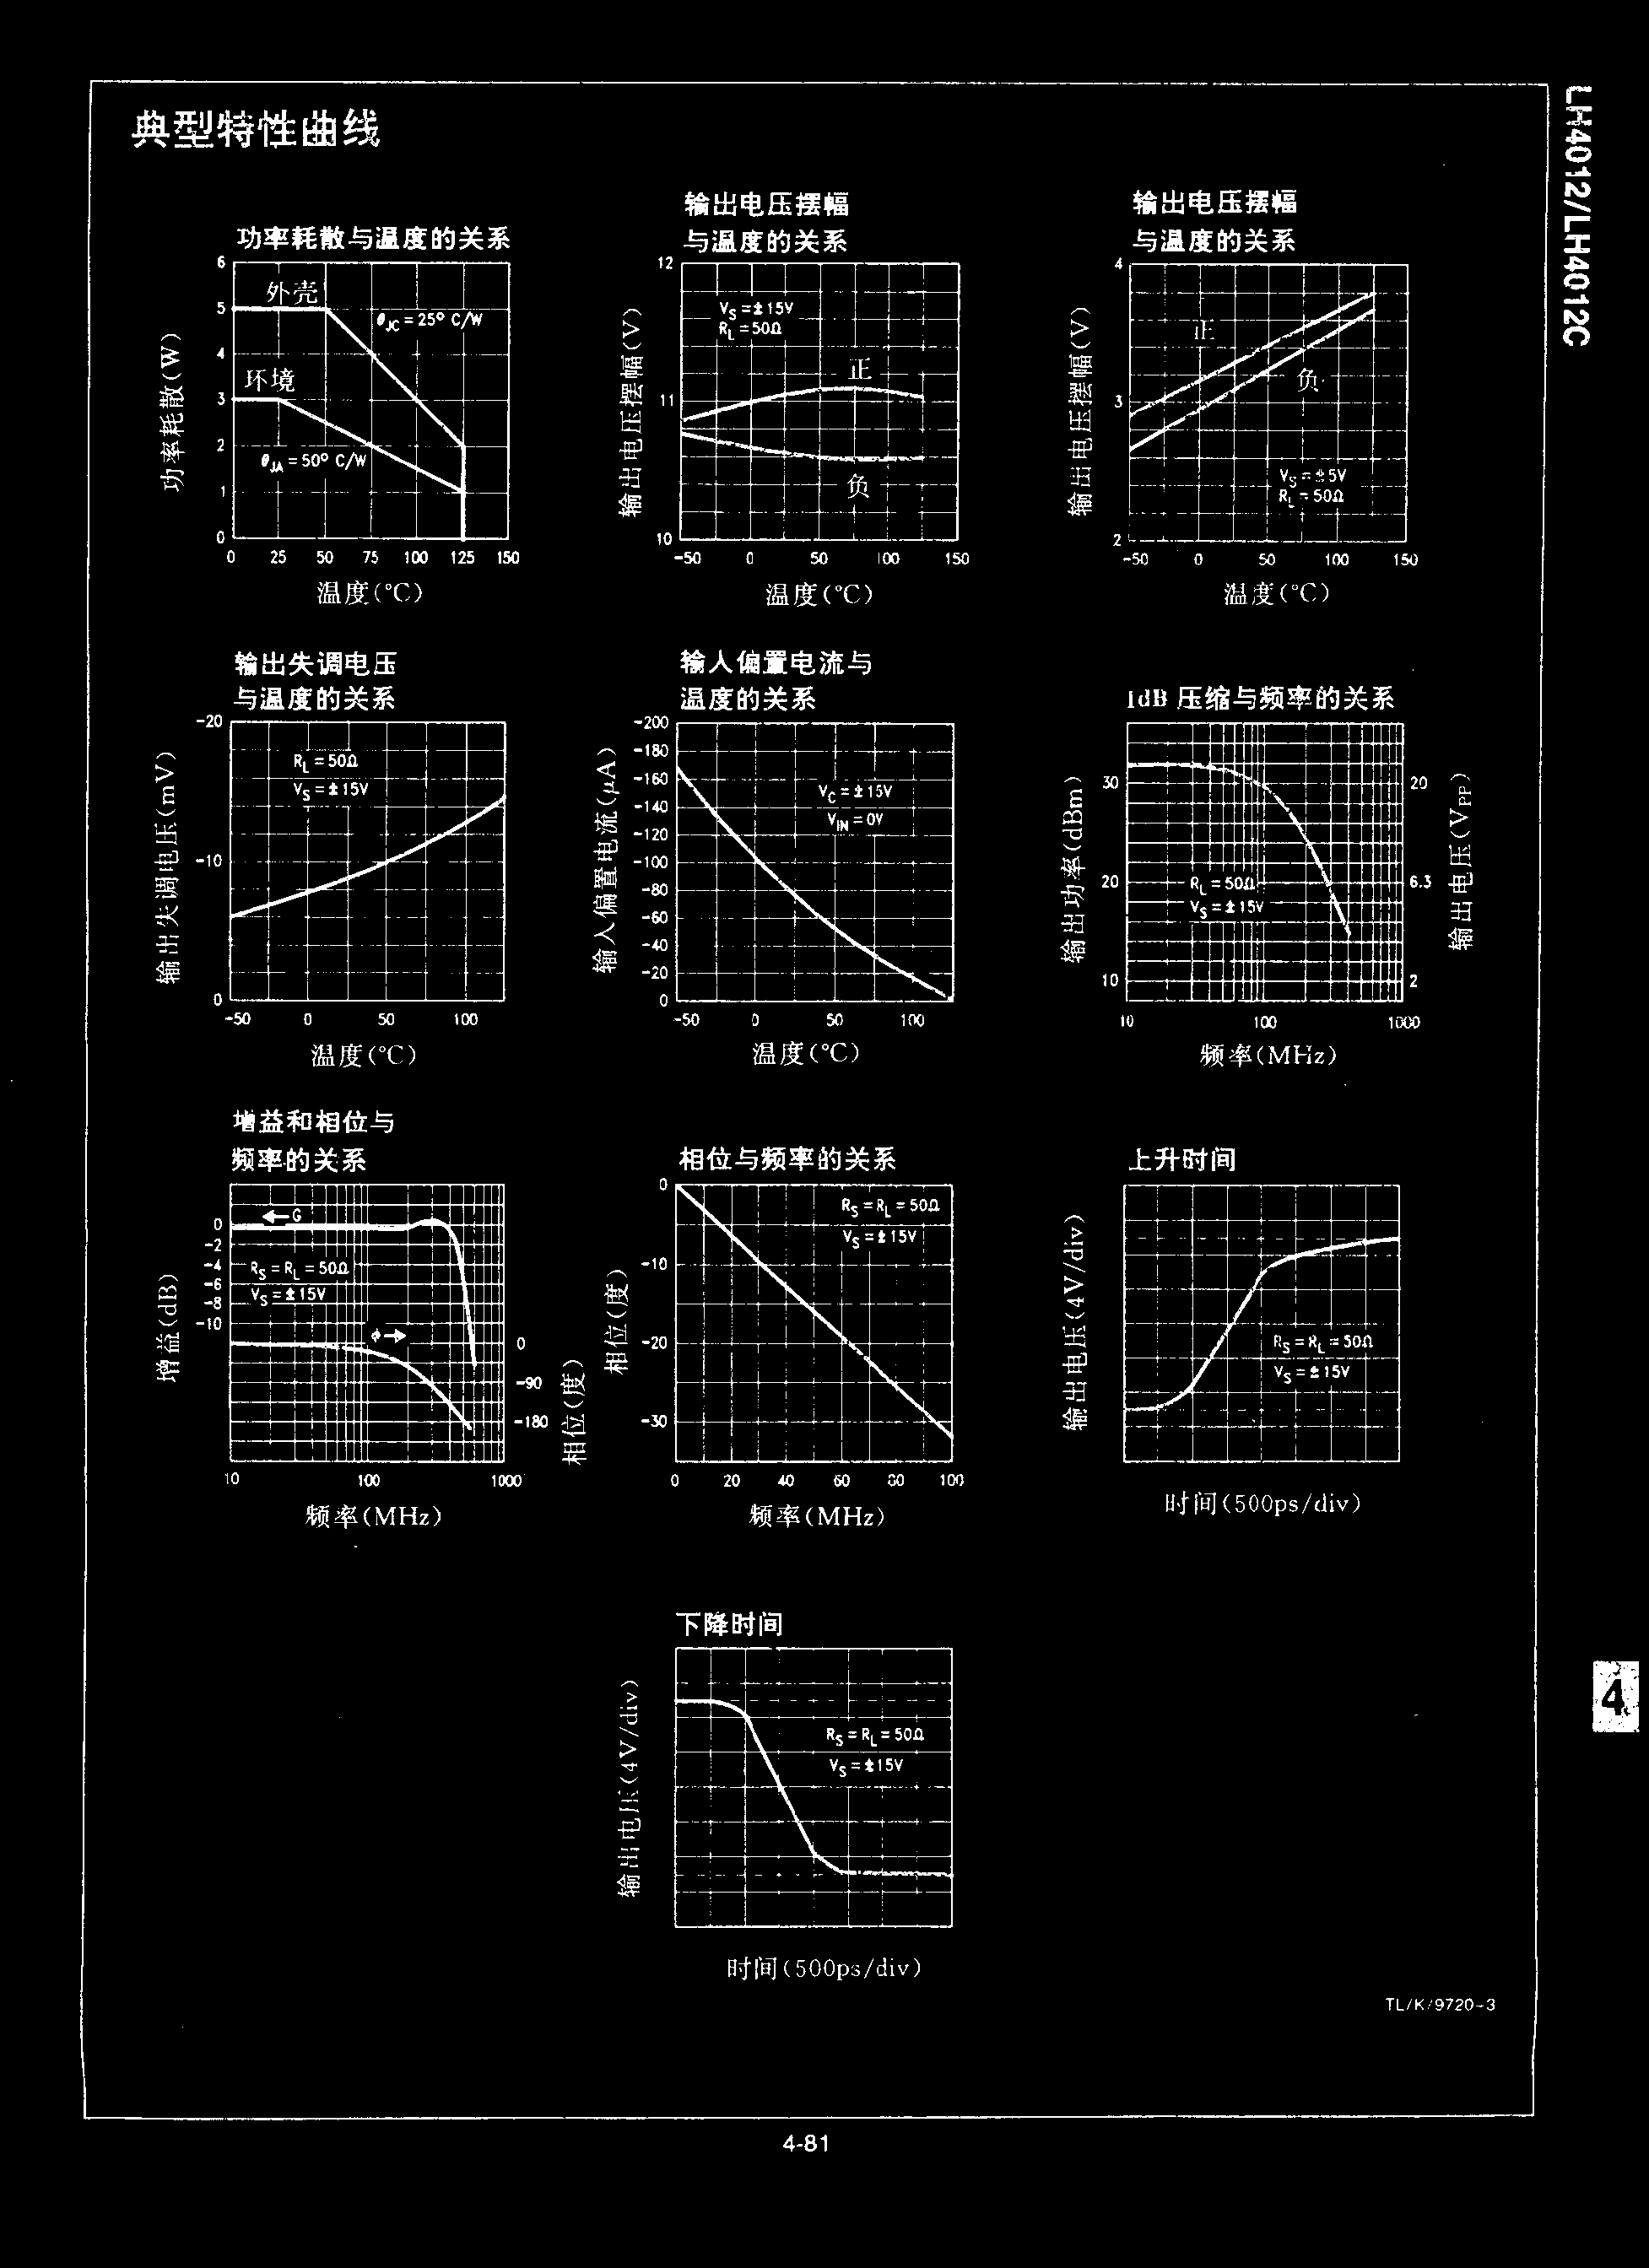 LH4012/LH4012C
典型特性曲线
功率耗散与温度的关系
6
5
4
3
2
1
0
外壳
θJC = 25° C/W
环境
θJA = 50° C/W
功率耗散(W)
0 25 50 75 100 125 150
温度(°C)
输出电压摆幅
与温度的关系
12
11
10
VS = ±15V
RL = 50Ω
正
负
输出电压摆幅(V)
-50 0 50 100 150
温度(°C)
输出电压摆幅
与温度的关系
4
3
2
正
负
VS = ±5V
RL = 50Ω
输出电压摆幅(V)
-50 0 50 100 150
温度(°C)
输出失调电压
与温度的关系
-20
-10
0
RL = 50Ω
VS = ±15V
输出失调电压(mV)
-50 0 50 100
温度(°C)
输人偏置电流与
温度的关系
-200
-180
-160
-140
-120
-100
-80
-60
-40
-20
0
VC = ±15V
VIN = 0V
输入偏置电流(μA)
-50 0 50 100
温度(°C)
1dB 压缩与频率的关系
30
20
10
20
6.3
2
RL = 50Ω
VS = ±15V
输出功率(dBm)
输出电压(VPP)
10 100 1000
频率(MHz)
增益和相位与
频率的关系
0
-2
-4
-6
-8
-10
←G
RS = RL = 50Ω
VS = ±15V
ϕ→
0
-90
-180
增益(dB)
相位(度)
10 100 1000
频率(MHz)
相位与频率的关系
0
-10
-20
-30
RS = RL = 50Ω
VS = ±15V
相位(度)
0 20 40 60 80 100
频率(MHz)
上升时间
RS = RL = 50Ω
VS = ±15V
输出电压(4V/div)
时间(500ps/div)
下降时间
RS = RL = 50Ω
VS = ±15V
输出电压(4V/div)
时间(500ps/div)
4
TL/K/9720-3
4-81